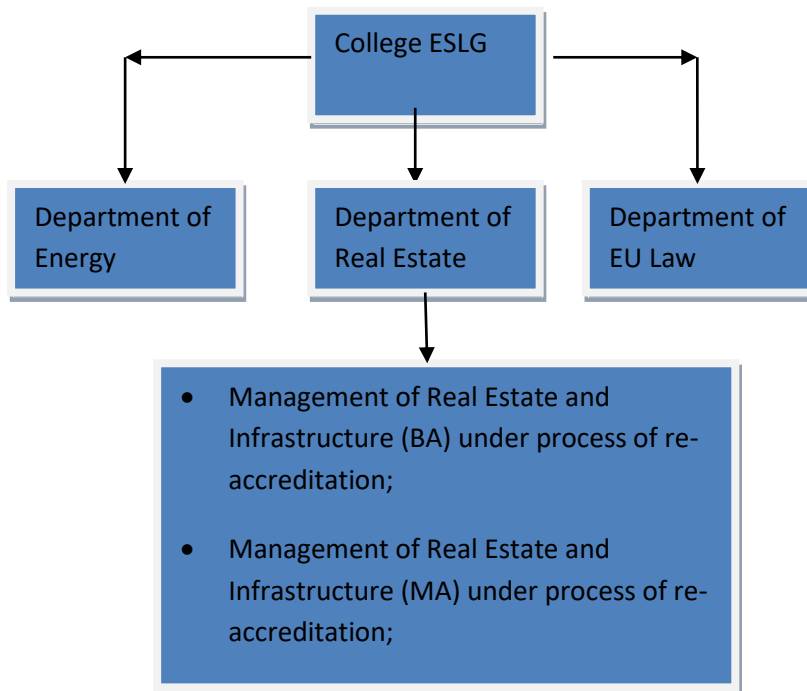 College ESLG
Department of
Energy
Department of
Real Estate
Department of
EU Law
• Management of Real Estate and
Infrastructure (BA) under process of re-
accreditation;
• Management of Real Estate and
Infrastructure (MA) under process of re-
accreditation;